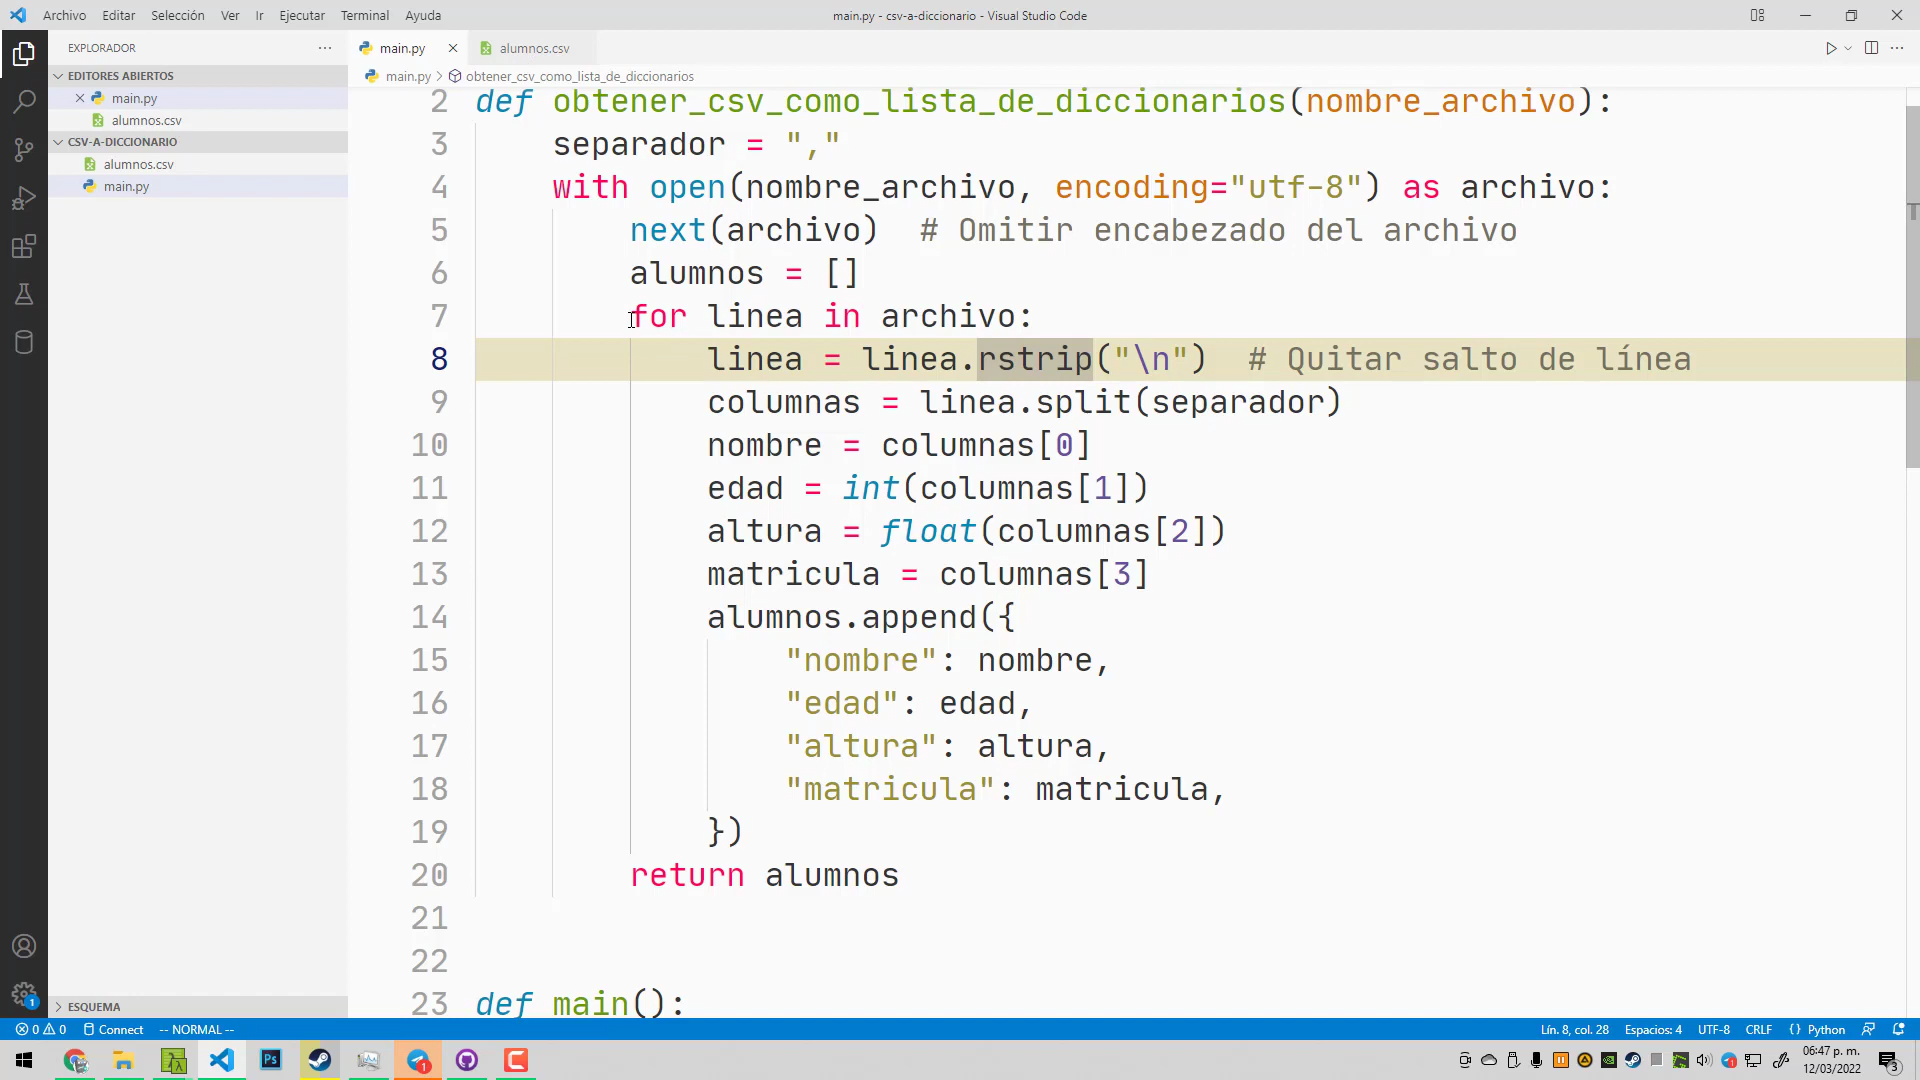 Archivo Editar Selección Ver Ir Ejecutar Terminal Ayuda
main.py - csv-a-diccionario - Visual Studio Code
EXPLORADOR
EDITORES ABIERTOS
main.py
alumnos.csv
CSV-A-DICCIONARIO
alumnos.csv
main.py
ESQUEMA
main.py alumnos.csv
main.py > obtener_csv_como_lista_de_diccionarios
2 def obtener_csv_como_lista_de_diccionarios(nombre_archivo):
3 separador = ","
4 with open(nombre_archivo, encoding="utf-8") as archivo:
5 next(archivo) # Omitir encabezado del archivo
6 alumnos = []
7 for linea in archivo:
8 linea = linea.rstrip("\n") # Quitar salto de línea
9 columnas = linea.split(separador)
10 nombre = columnas[0]
11 edad = int(columnas[1])
12 altura = float(columnas[2])
13 matricula = columnas[3]
14 alumnos.append({
15 "nombre": nombre,
16 "edad": edad,
17 "altura": altura,
18 "matricula": matricula,
19 })
20 return alumnos
21
22
23 def main():
0 0 Connect -- NORMAL --
Lín. 8, col. 28 Espacios: 4 UTF-8 CRLF Python
06:47 p. m.
12/03/2022